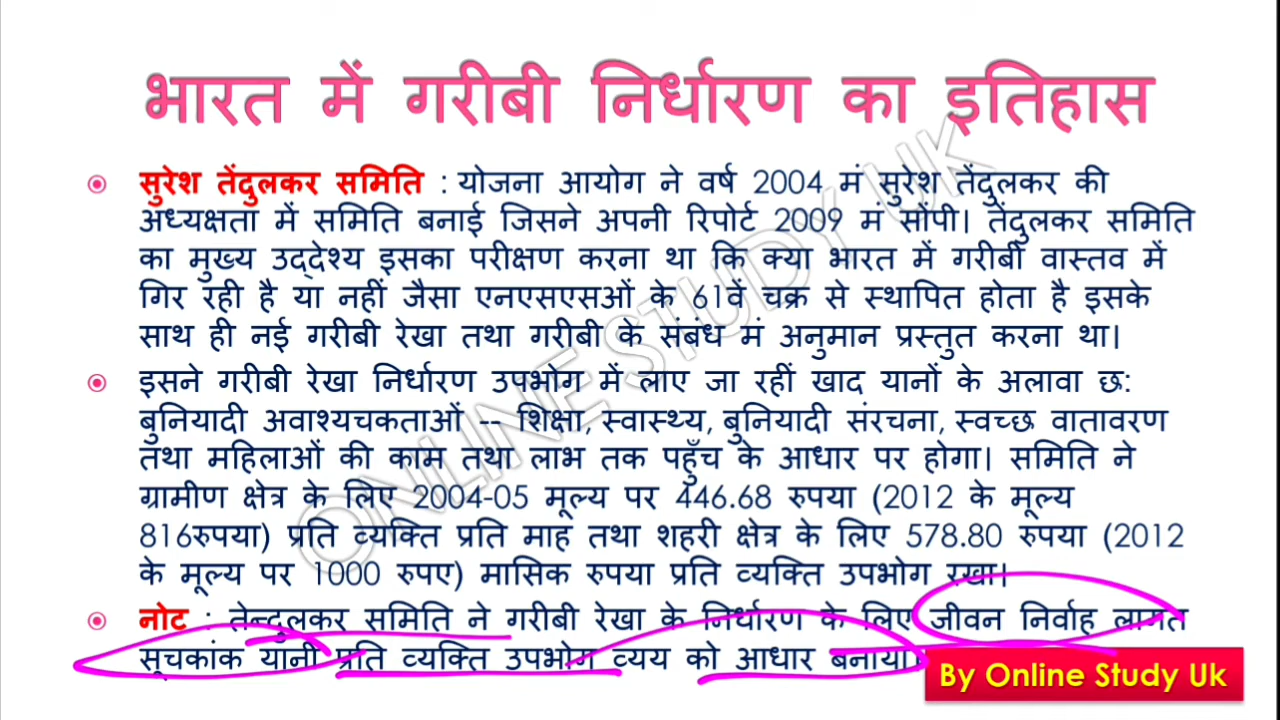 भारत में गरीबी निर्धारण का इतिहास
सुरेश तेंदुलकर समिति : योजना आयोग ने वर्ष 2004 मं सुरेश तेंदुलकर की
अध्यक्षता में समिति बनाई जिसने अपनी रिपोर्ट 2009 मं सोंपी। तेंदुलकर समिति
का मुख्य उद्देश्य इसका परीक्षण करना था कि क्या भारत में गरीबी वास्तव में
गिर रही है या नहीं जैसा एनएसएसओं के 61वें चक्र से स्थापित होता है इसके
साथ ही नई गरीबी रेखा तथा गरीबी के संबंध मं अनुमान प्रस्तुत करना था।
इसने गरीबी रेखा निर्धारण उपभोग में लाए जा रहीं खाद यानों के अलावा छ:
बुनियादी अवाश्यचकताओं -- शिक्षा, स्वास्थ्य, बुनियादी संरचना, स्वच्छ वातावरण
तथा महिलाओं की काम तथा लाभ तक पहुँच के आधार पर होगा। समिति ने
ग्रामीण क्षेत्र के लिए 2004-05 मूल्य पर 446.68 रुपया (2012 के मूल्य
816रुपया) प्रति व्यक्ति प्रति माह तथा शहरी क्षेत्र के लिए 578.80 रुपया (2012
के मूल्य पर 1000 रुपए) मासिक रुपया प्रति व्यक्ति उपभोग रखा।
नोट : तेन्दुलकर समिति ने गरीबी रेखा के निर्धारण के लिए जीवन निर्वाह लागत
सूचकांक यांनी प्रति व्यक्ति उपभोग व्यय को आधार बनाया।
By Online Study Uk
ONLINE STUDY UK